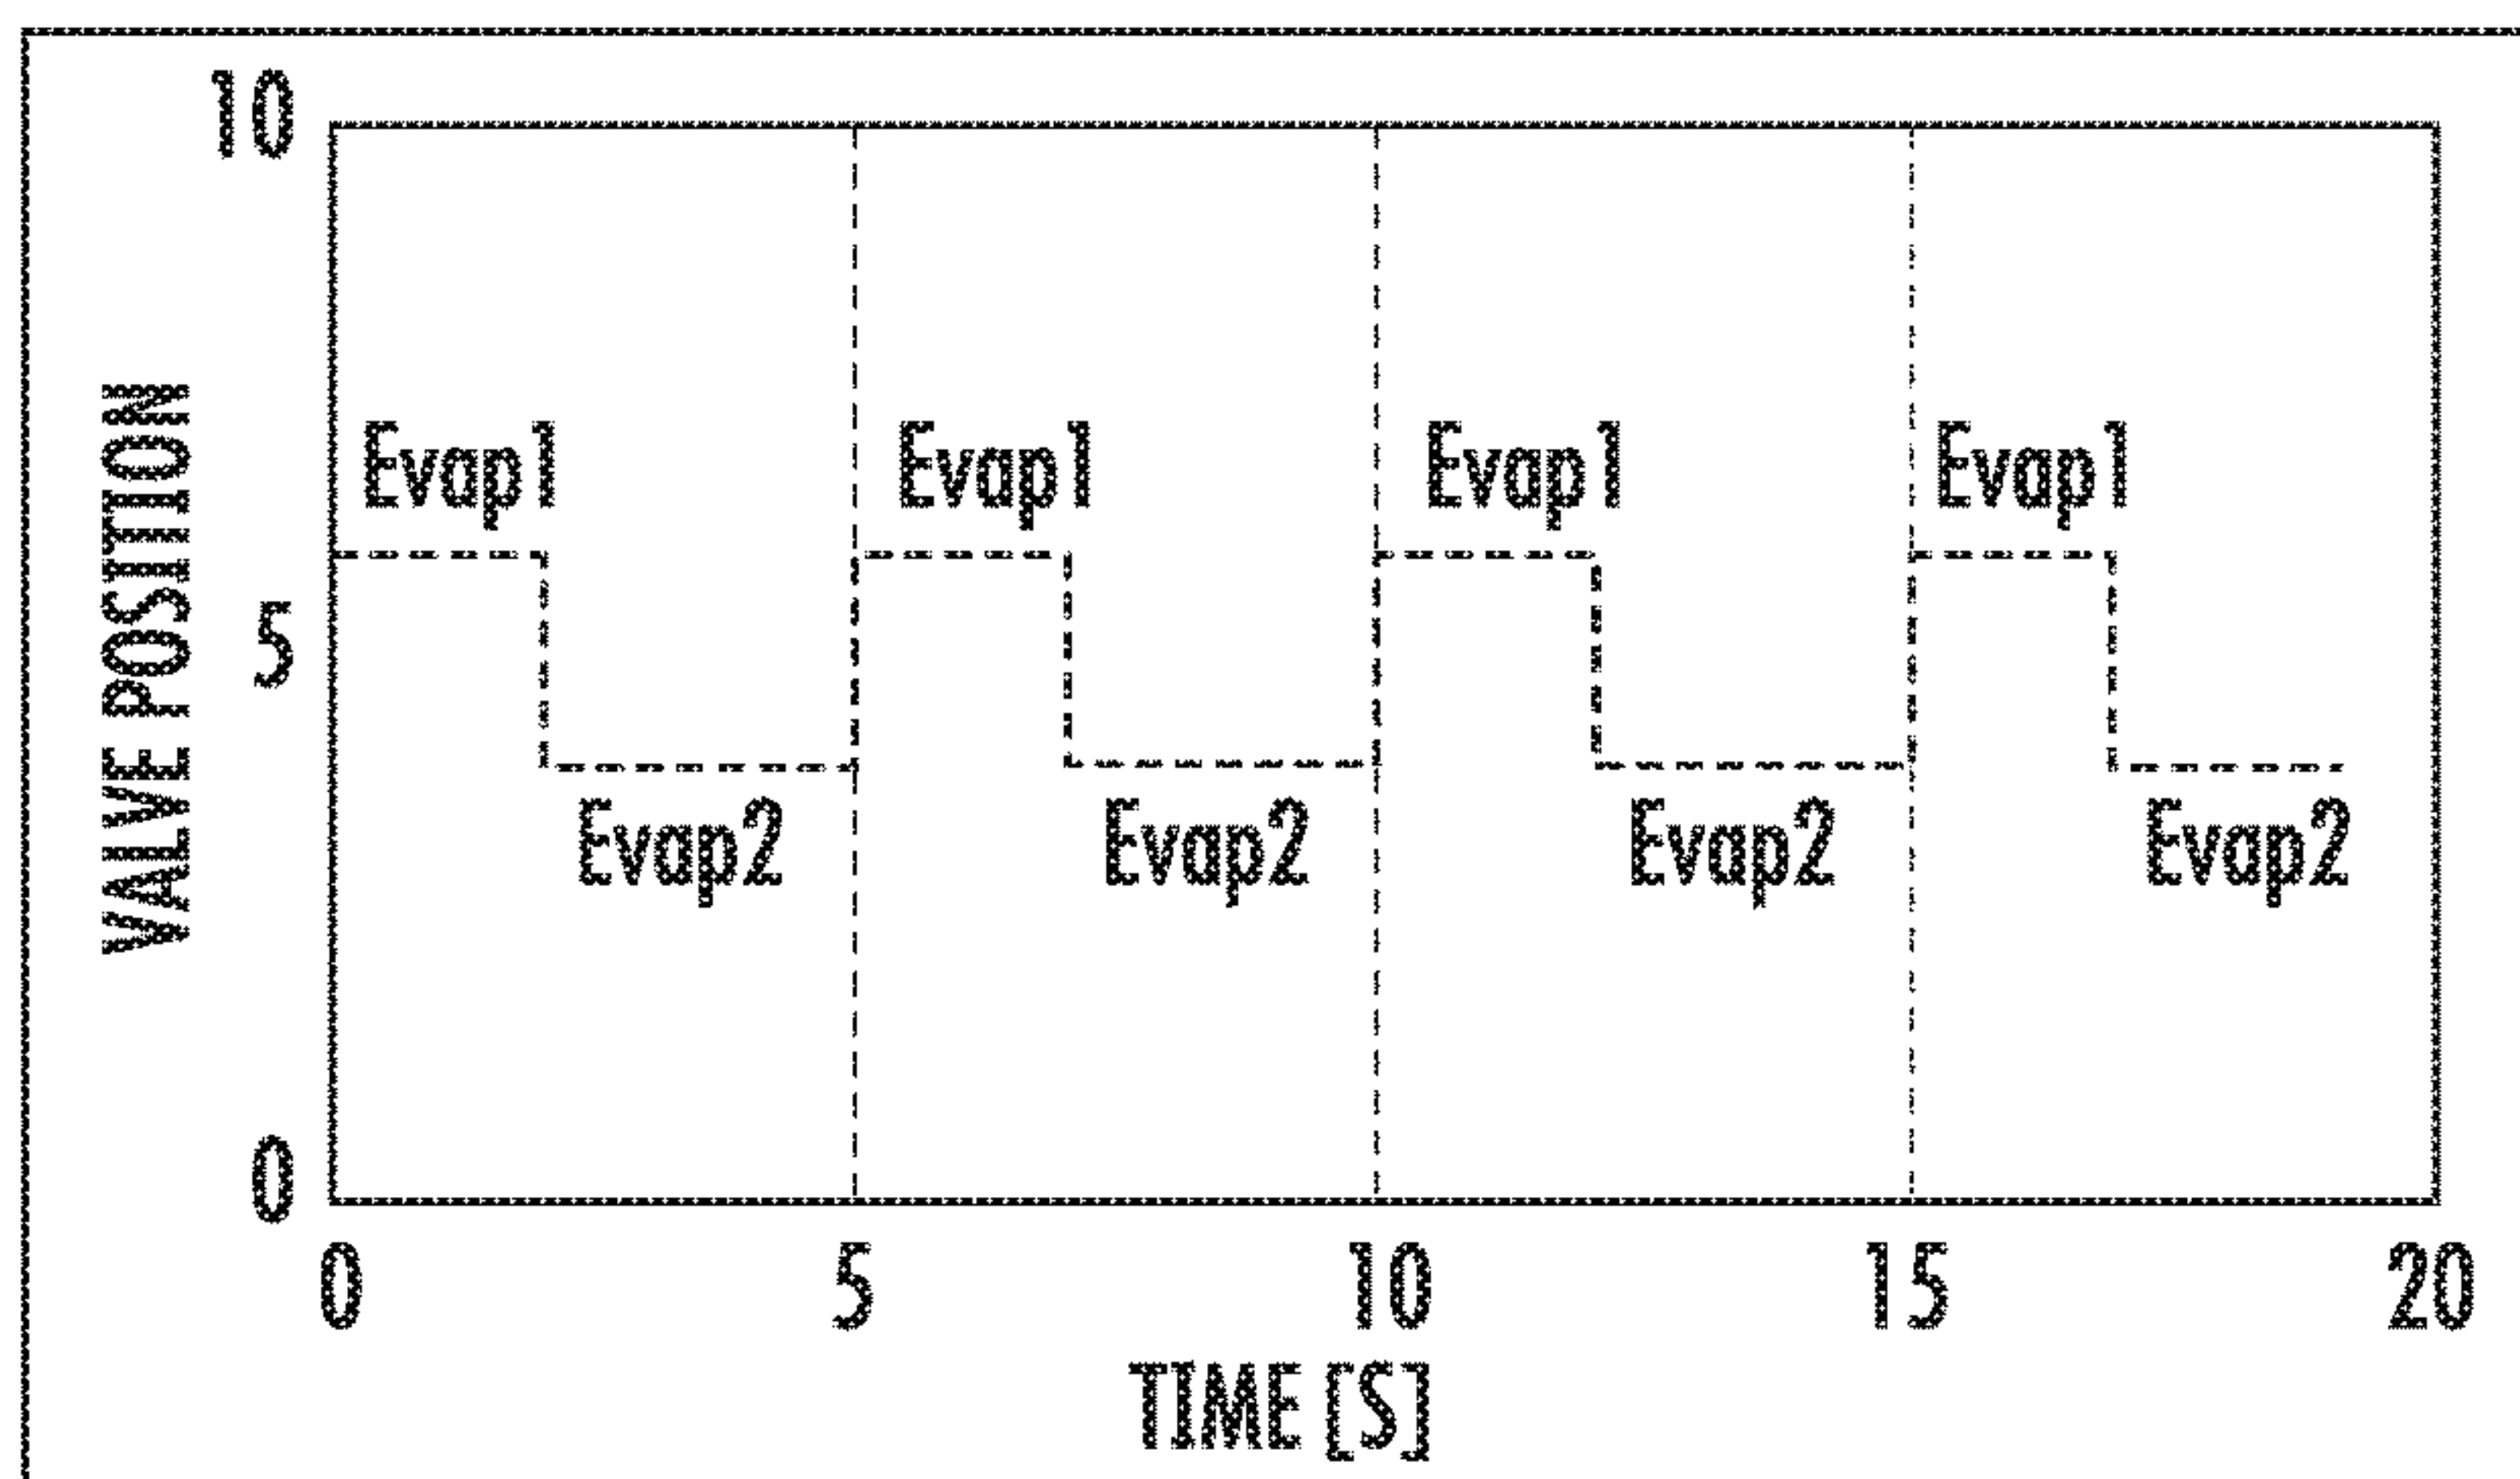 10
VALVE POSITION
Evap1 Evap1 Evap1 Evap1
5
Evap2 Evap2 Evap2 Evap2
0
0 5 10 15 20
TIME [S]